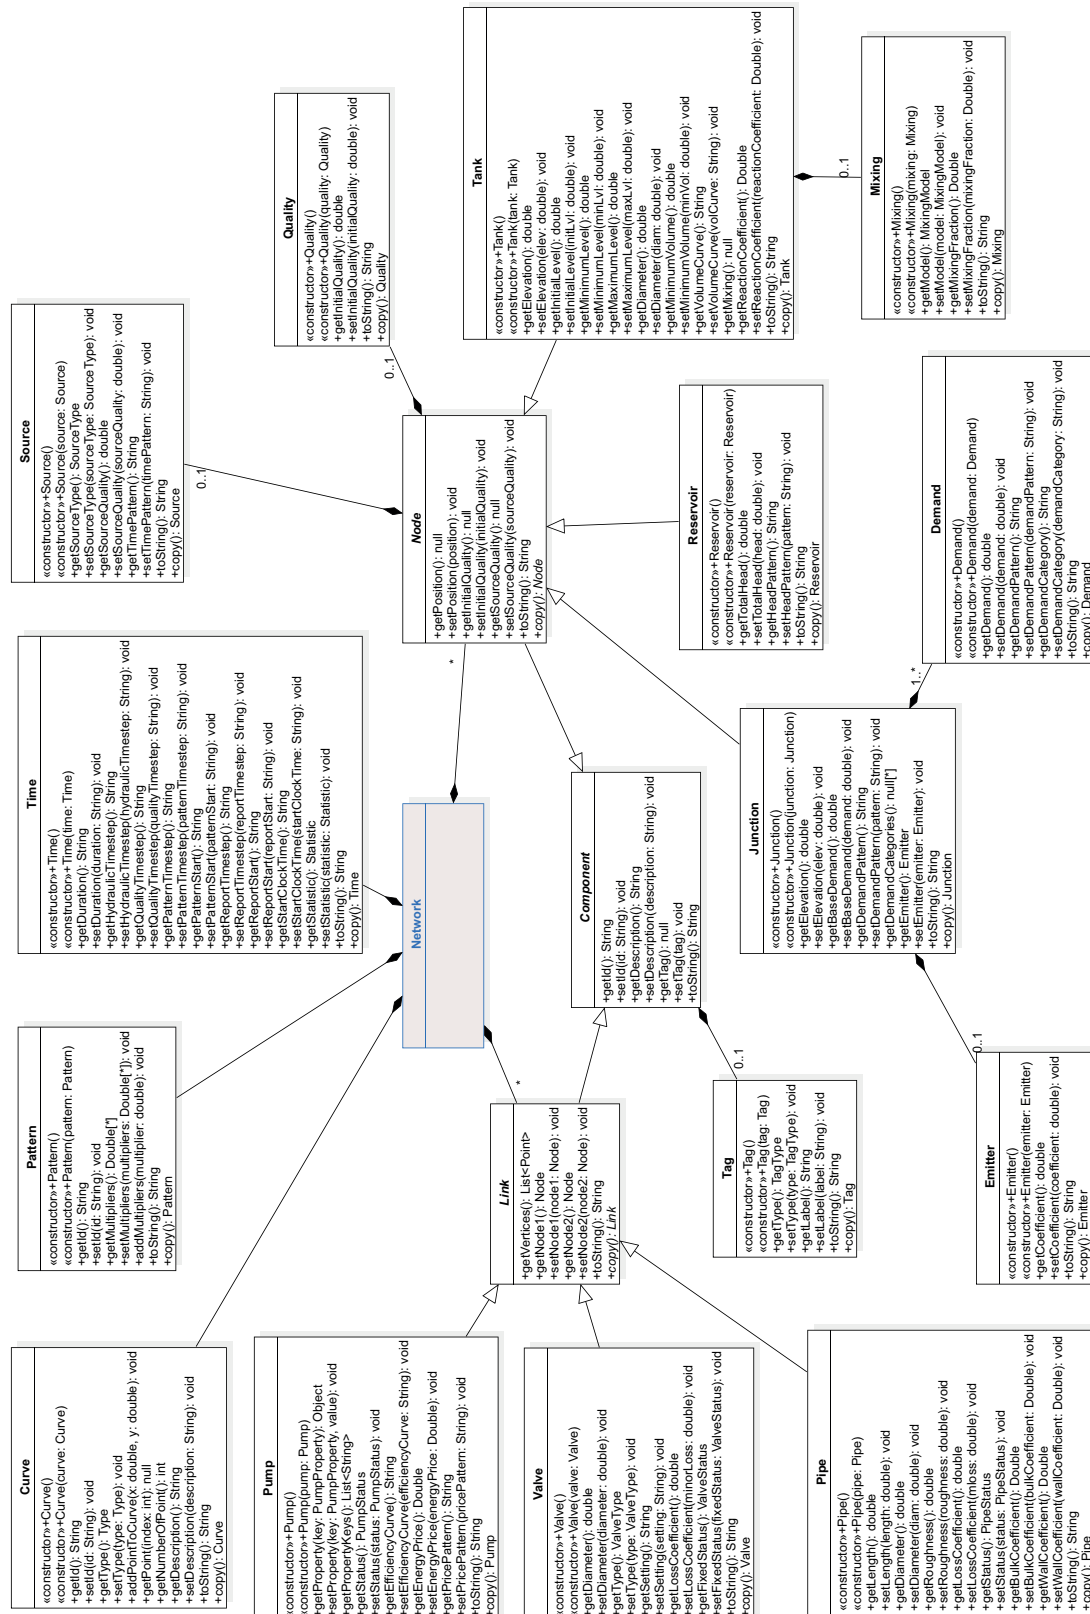 Curve
«constructor»+Curve()
«constructor»+Curve(curve: Curve)
+getId(): String
+setId(id: String): void
+getType(): Type
+setType(type: Type): void
+addPointToCurve(x: double, y: double): void
+getPoint(index: int): null
+getNumberOfPoint(): int
+getDescription(): String
+setDescription(description: String): void
+toString(): String
+copy(): Curve
Pattern
«constructor»+Pattern()
«constructor»+Pattern(pattern: Pattern)
+getId(): String
+setId(id: String): void
+getMultipliers(): Double[*]
+setMultipliers(multipliers: Double[*]): void
+addMultipliers(multiplier: double): void
+toString(): String
+copy(): Pattern
Time
«constructor»+Time()
«constructor»+Time(time: Time)
+getDuration(): String
+setDuration(duration: String): void
+getHydraulicTimestep(): String
+setHydraulicTimestep(hydraulicTimestep: String): void
+getQualityTimestep(): String
+setQualityTimestep(qualityTimestep: String): void
+getPatternTimestep(): String
+setPatternTimestep(patternTimestep: String): void
+getPatternStart(): String
+setPatternStart(patternStart: String): void
+getReportTimestep(): String
+setReportTimestep(reportTimestep: String): void
+getReportStart(): String
+setReportStart(reportStart: String): void
+getStartClockTime(): String
+setStartClockTime(startClockTime: String): void
+getStatistic(): Statistic
+setStatistic(statistic: Statistic): void
+toString(): String
+copy(): Time
Source
«constructor»+Source()
«constructor»+Source(source: Source)
+getSourceType(): SourceType
+setSourceType(sourceType: SourceType): void
+getSourceQuality(): double
+setSourceQuality(sourceQuality: double): void
+getTimePattern(): String
+setTimePattern(timePattern: String): void
+toString(): String
+copy(): Source
0..1
Quality
«constructor»+Quality()
«constructor»+Quality(quality: Quality)
+getInitialQuality(): double
+setInitialQuality(initialQuality: double): void
+toString(): String
+copy(): Quality
0..1
Pump
«constructor»+Pump()
«constructor»+Pump(pump: Pump)
+getProperty(key: PumpProperty): Object
+setProperty(key: PumpProperty, value): void
+getPropertyKeys(): List<String>
+getStatus(): PumpStatus
+setStatus(status: PumpStatus): void
+getEfficiencyCurve(): String
+setEfficiencyCurve(efficiencyCurve: String): void
+getEnergyPrice(): Double
+setEnergyPrice(energyPrice: Double): void
+getPricePattern(): String
+setPricePattern(pricePattern: String): void
+toString(): String
+copy(): Pump
Network
*
*
Node
+getPosition(): null
+setPosition(position): void
+getInitialQuality(): null
+setInitialQuality(initialQuality): void
+getSourceQuality(): null
+setSourceQuality(sourceQuality): void
+toString(): String
+copy(): Node
Tank
«constructor»+Tank()
«constructor»+Tank(tank: Tank)
+getElevation(): double
+setElevation(elev: double): void
+getInitialLevel(): double
+setInitialLevel(initLvl: double): void
+getMinimumLevel(): double
+setMinimumLevel(minLvl: double): void
+getMaximumLevel(): double
+setMaximumLevel(maxLvl: double): void
+getDiameter(): double
+setDiameter(diam: double): void
+getMinimumVolume(): double
+setMinimumVolume(minVol: double): void
+getVolumeCurve(): String
+setVolumeCurve(volCurve: String): void
+getMixing(): null
+getReactionCoefficient(): Double
+setReactionCoefficient(reactionCoefficient: Double): void
+toString(): String
+copy(): Tank
0..1
Link
+getVertices(): List<Point>
+getNode1(): Node
+setNode1(node1: Node): void
+getNode2(): Node
+setNode2(node2: Node): void
+toString(): String
+copy(): Link
Valve
«constructor»+Valve()
«constructor»+Valve(valve: Valve)
+getDiameter(): double
+setDiameter(diameter: double): void
+getType(): ValveType
+setType(type: ValveType): void
+getSetting(): String
+setSetting(setting: String): void
+getLossCoefficient(): double
+setLossCoefficient(minorLoss: double): void
+getFixedStatus(): ValveStatus
+setFixedStatus(fixedStatus: ValveStatus): void
+toString(): String
+copy(): Valve
Component
+getId(): String
+setId(id: String): void
+getDescription(): String
+setDescription(description: String): void
+getTag(): null
+setTag(tag): void
+toString(): String
0..1
Reservoir
«constructor»+Reservoir()
«constructor»+Reservoir(reservoir: Reservoir)
+getTotalHead(): double
+setTotalHead(head: double): void
+getHeadPattern(): String
+setHeadPattern(pattern: String): void
+toString(): String
+copy(): Reservoir
Tag
«constructor»+Tag()
«constructor»+Tag(tag: Tag)
+getType(): TagType
+setType(type: TagType): void
+getLabel(): String
+setLabel(label: String): void
+toString(): String
+copy(): Tag
Junction
«constructor»+Junction()
«constructor»+Junction(junction: Junction)
+getElevation(): double
+setElevation(elev: double): void
+getBaseDemand(): double
+setBaseDemand(demand: double): void
+getDemandPattern(): String
+setDemandPattern(pattern: String): void
+getDemandCategories(): null[*]
+getEmitter(): Emitter
+setEmitter(emitter: Emitter): void
+toString(): String
+copy(): Junction
1..*
0..1
Mixing
«constructor»+Mixing()
«constructor»+Mixing(mixing: Mixing)
+getModel(): MixingModel
+setModel(model: MixingModel): void
+getMixingFraction(): Double
+setMixingFraction(mixingFraction: Double): void
+toString(): String
+copy(): Mixing
Pipe
«constructor»+Pipe()
«constructor»+Pipe(pipe: Pipe)
+getLength(): double
+setLength(length: double): void
+getDiameter(): double
+setDiameter(diam: double): void
+getRoughness(): double
+setRoughness(roughness: double): void
+getLossCoefficient(): double
+setLossCoefficient(mloss: double): void
+getStatus(): PipeStatus
+setStatus(status: PipeStatus): void
+getBulkCoefficient(): Double
+setBulkCoefficient(bulkCoefficient: Double): void
+getWallCoefficient(): Double
+setWallCoefficient(wallCoefficient: Double): void
+toString(): String
+copy(): Pipe
Emitter
«constructor»+Emitter()
«constructor»+Emitter(emitter: Emitter)
+getCoefficient(): double
+setCoefficient(coefficient: double): void
+toString(): String
+copy(): Emitter
Demand
«constructor»+Demand()
«constructor»+Demand(demand: Demand)
+getDemand(): double
+setDemand(demand: double): void
+getDemandPattern(): String
+setDemandPattern(demandPattern: String): void
+getDemandCategory(): String
+setDemandCategory(demandCategory: String): void
+toString(): String
+copy(): Demand